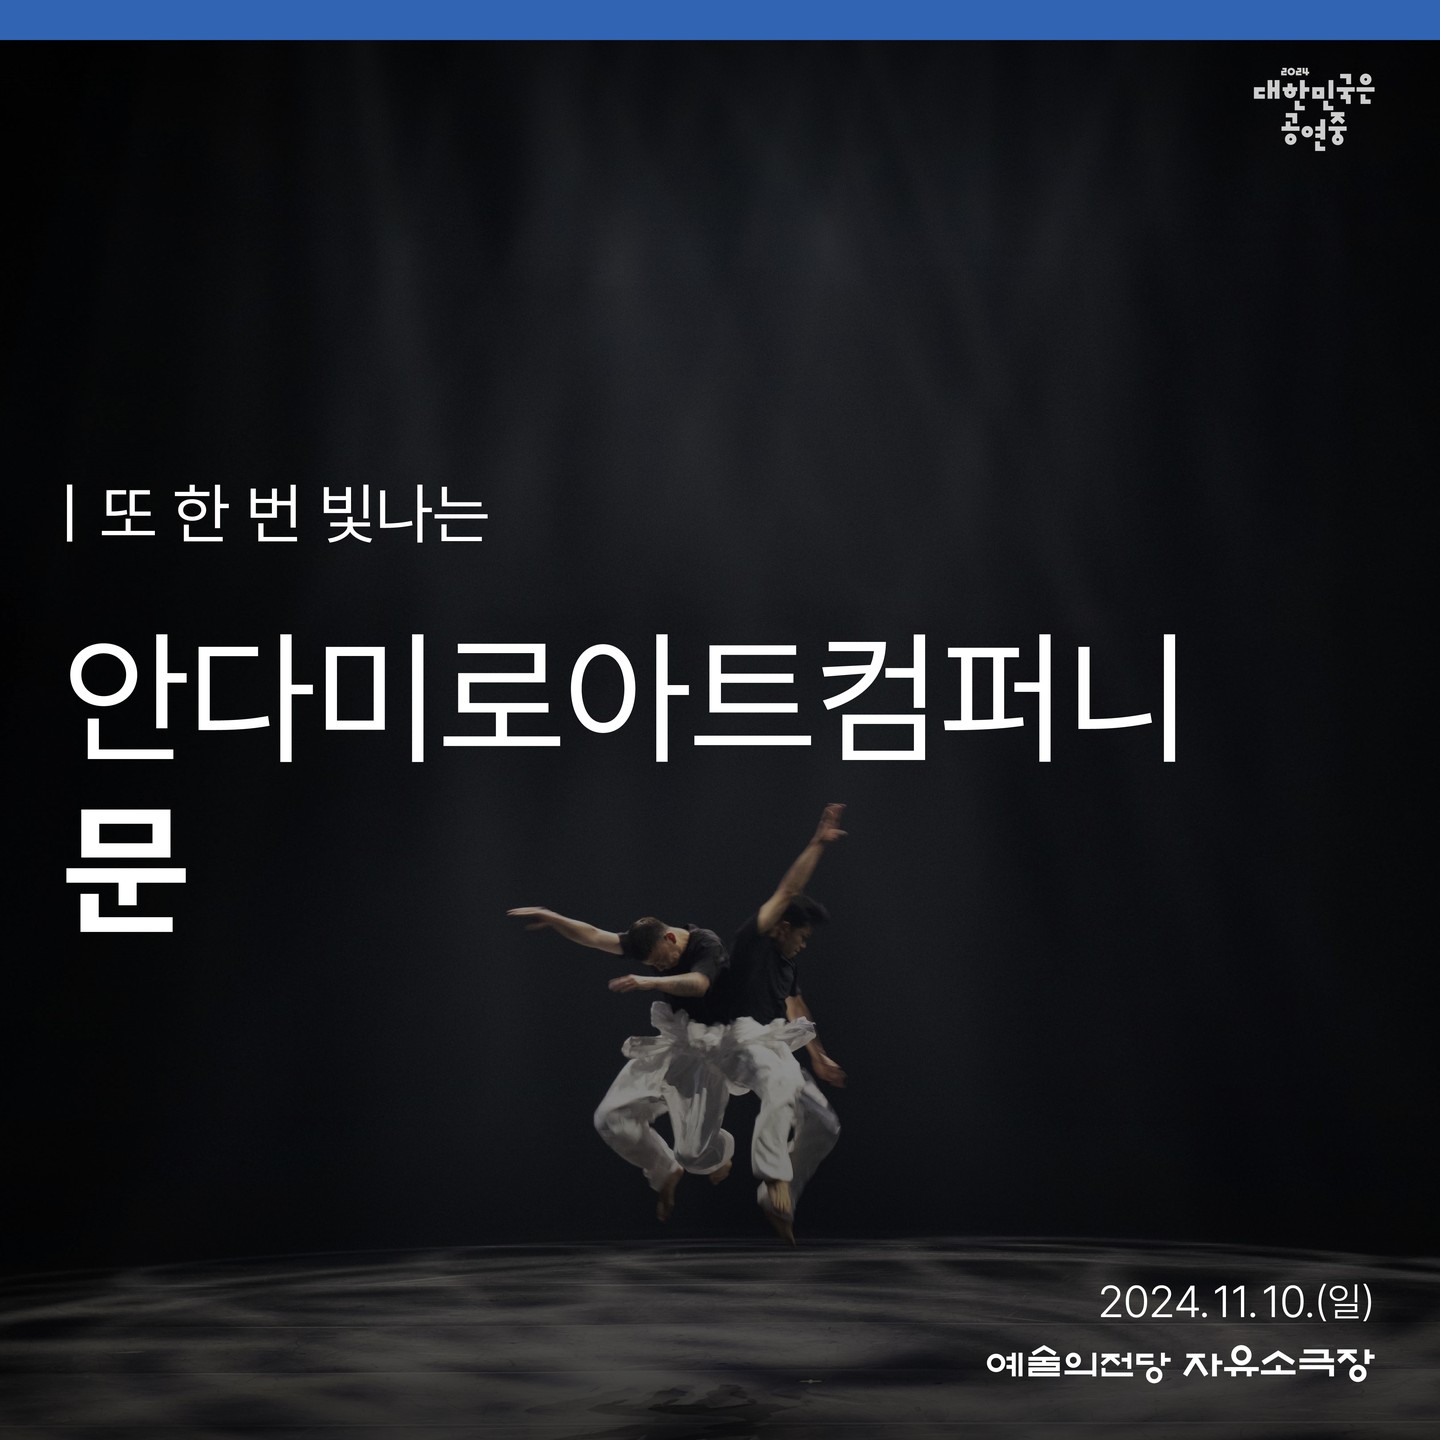 2024
대한민국은
공연중
| 또 한 번 빛나는
안다미로아트컴퍼니
문
2024.11.10.(일)
예술의전당 자유소극장